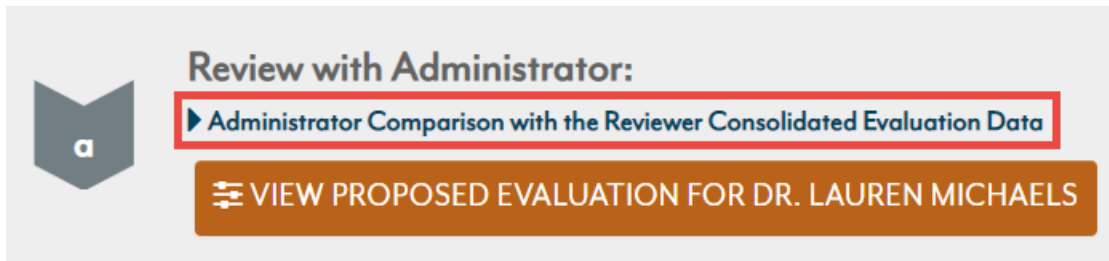 Review with Administrator:
a
Administrator Comparison with the Reviewer Consolidated Evaluation Data
VIEW PROPOSED EVALUATION FOR DR. LAUREN MICHAELS